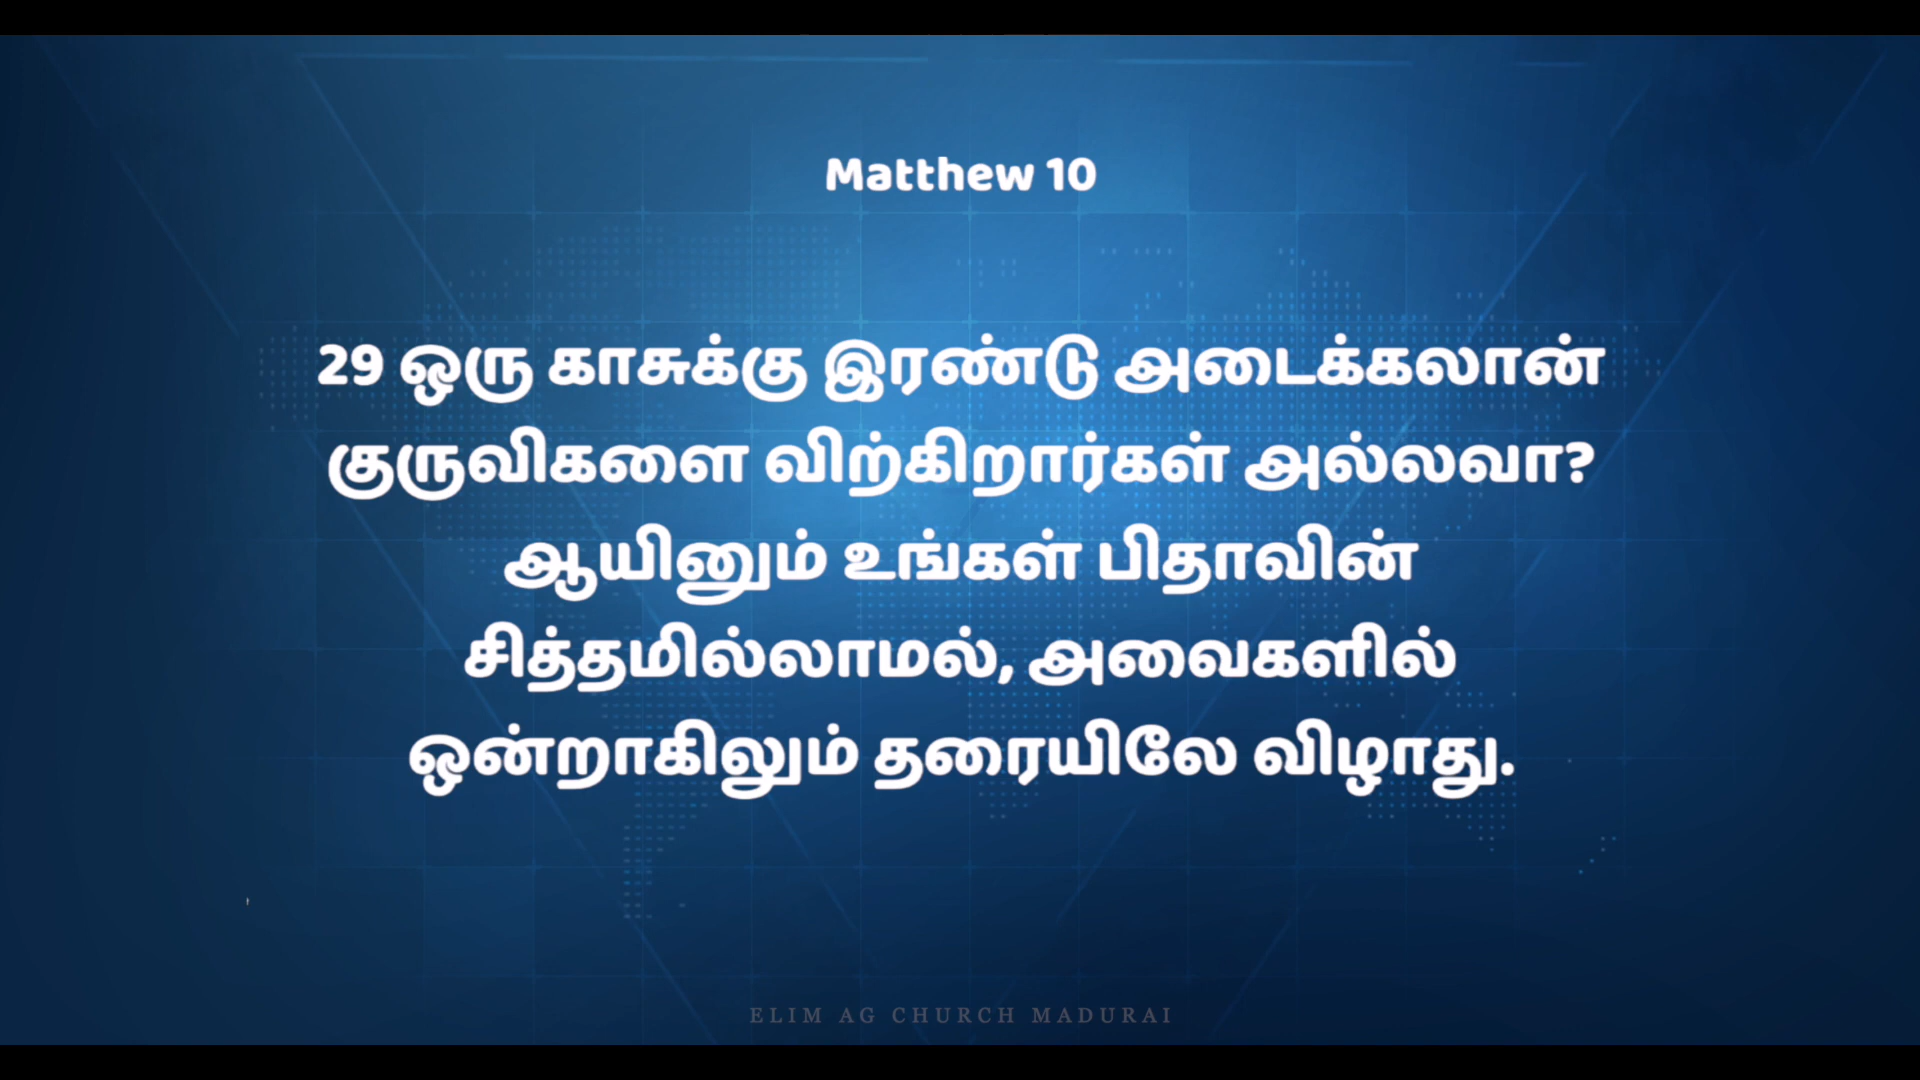 Matthew 10
29 ஒரு காசுக்கு இரண்டு அடைக்கலான்
குருவிகளை விற்கிறார்கள் அல்லவா?
ஆயினும் உங்கள் பிதாவின்
சித்தமில்லாமல், அவைகளில்
ஒன்றாகிலும் தரையிலே விழாது.
ELIM AG CHURCH MADURAI